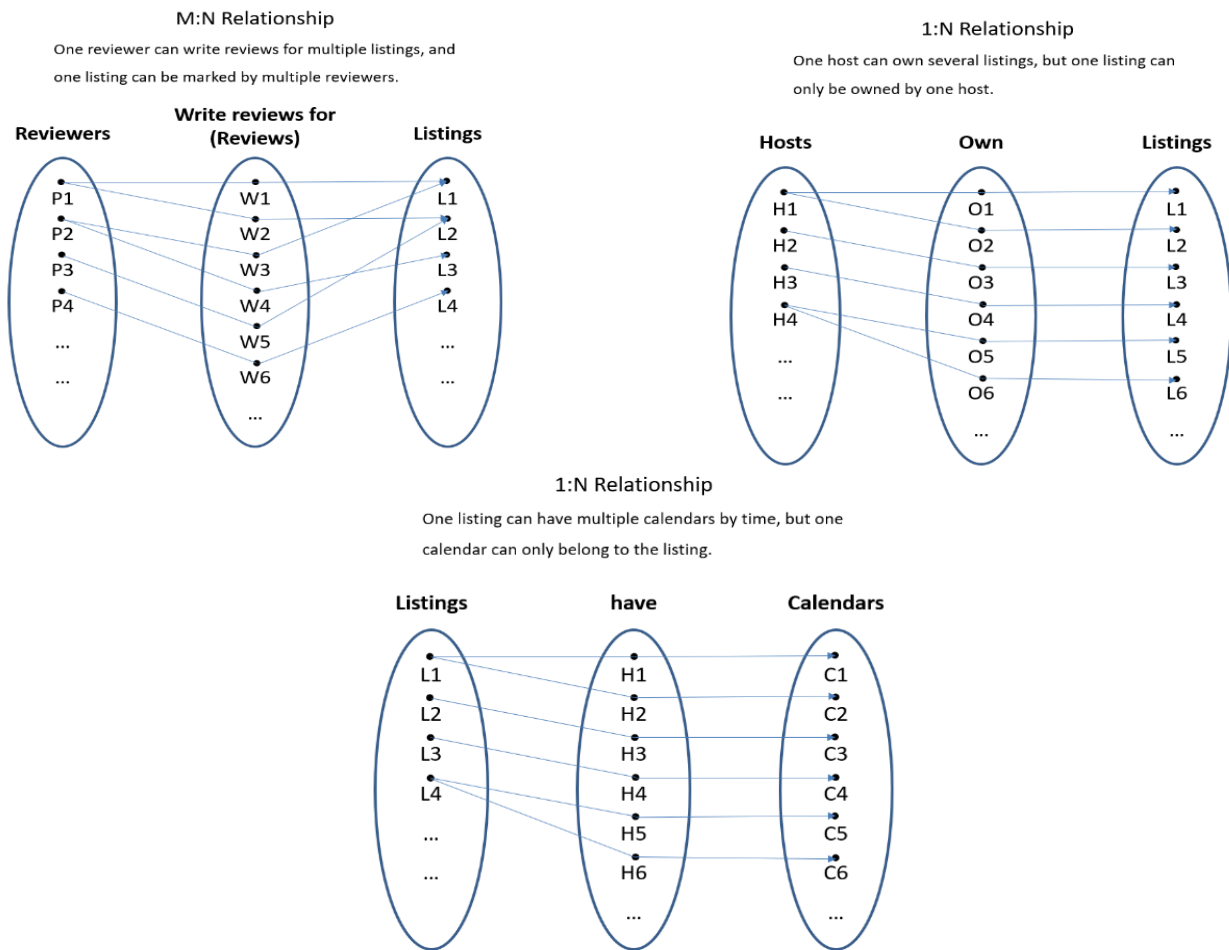 M:N Relationship
One reviewer can write reviews for multiple listings, and
one listing can be marked by multiple reviewers.
Reviewers
Write reviews for
(Reviews)
Listings
P1
P2
P3
P4
...
...
W1
W2
W3
W4
W5
W6
...
L1
L2
L3
L4
...
...
1:N Relationship
One host can own several listings, but one listing can
only be owned by one host.
Hosts
Own
Listings
H1
H2
H3
H4
...
...
O1
O2
O3
O4
O5
O6
...
L1
L2
L3
L4
L5
L6
...
1:N Relationship
One listing can have multiple calendars by time, but one
calendar can only belong to the listing.
Listings
have
Calendars
L1
L2
L3
L4
...
...
H1
H2
H3
H4
H5
H6
...
C1
C2
C3
C4
C5
C6
...